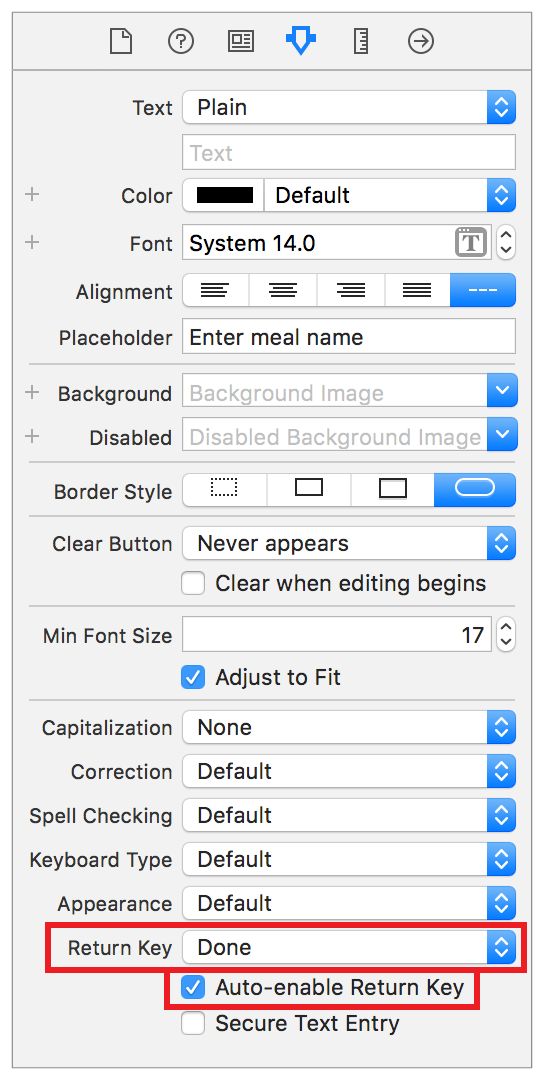 Text Plain
Text
Color Default
Font System 14.0 T
Alignment
Placeholder Enter meal name
Background Background Image
Disabled Disabled Background Image
Border Style
Clear Button Never appears
Clear when editing begins
Min Font Size 17
Adjust to Fit
Capitalization None
Correction Default
Spell Checking Default
Keyboard Type Default
Appearance Default
Return Key Done
Auto-enable Return Key
Secure Text Entry